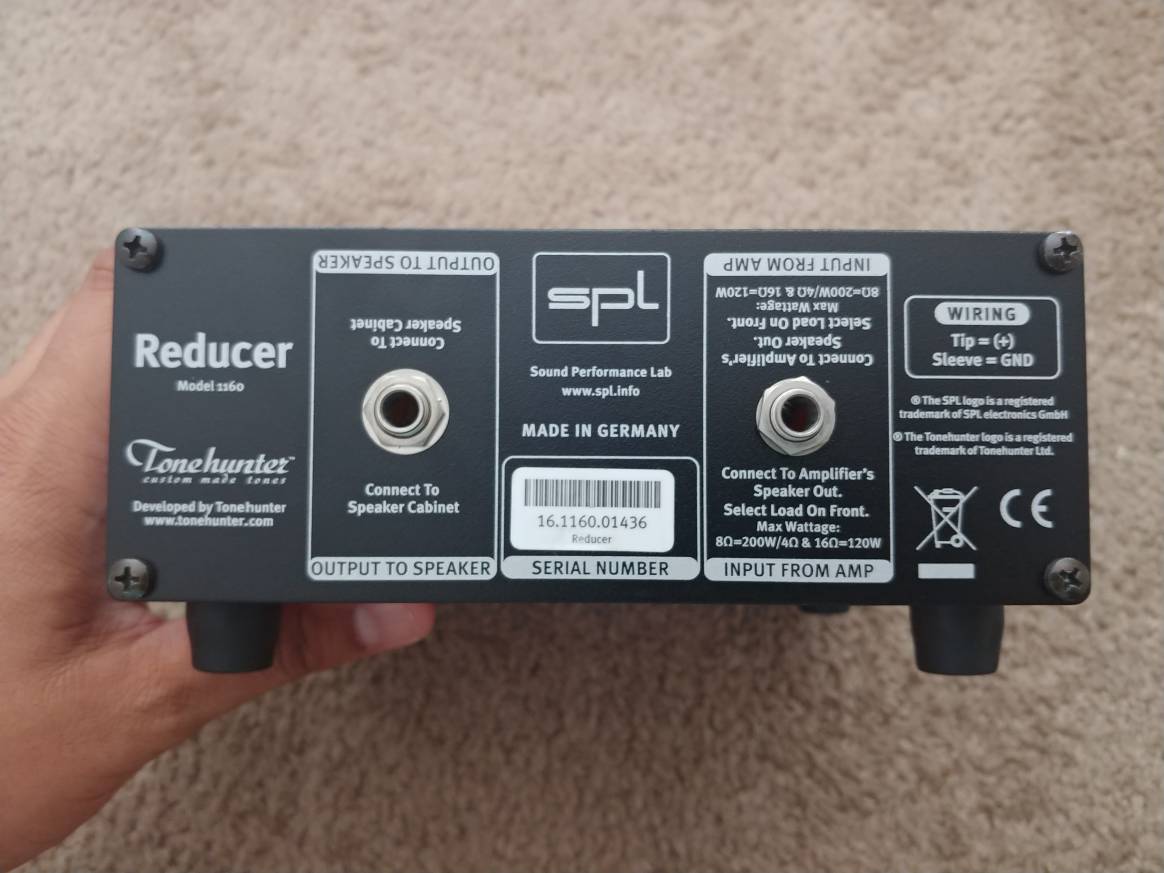 Reducer
Model 1160
Tonehunter™
custom made tones
Developed by Tonehunter
www.tonehunter.com
OUTPUT TO SPEAKER
Speaker Cabinet
Connect To
Connect To
Speaker Cabinet
OUTPUT TO SPEAKER
spl
Sound Performance Lab
www.spl.info
MADE IN GERMANY
16.1160.01436
Reducer
SERIAL NUMBER
INPUT FROM AMP
8Ω=200W/4Ω & 16Ω=120W
Max Wattage:
Select Load On Front.
Speaker Out.
Connect To Amplifier's
Connect To Amplifier's
Speaker Out.
Select Load On Front.
Max Wattage:
8Ω=200W/4Ω & 16Ω=120W
INPUT FROM AMP
WIRING
Tip = (+)
Sleeve = GND
® The SPL logo is a registered
trademark of SPL electronics GmbH
® The Tonehunter logo is a registered
trademark of Tonehunter Ltd.
CE